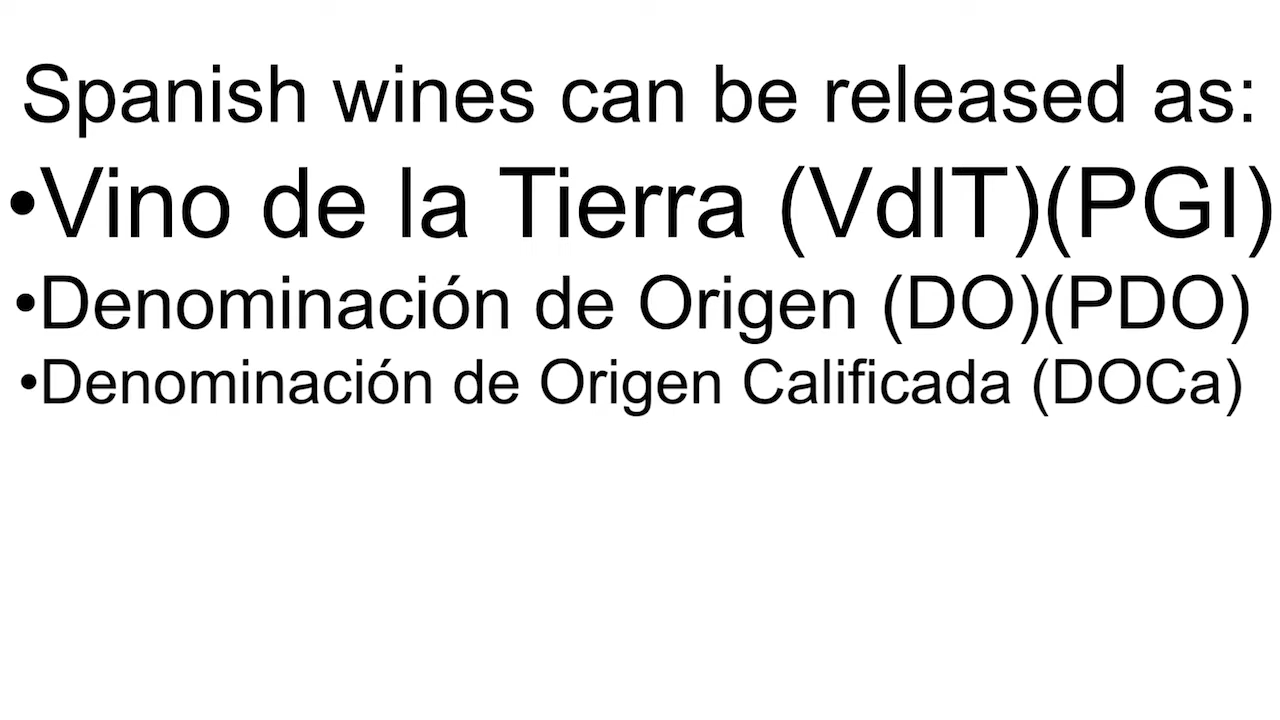 Spanish wines can be released as:
•Vino de la Tierra (VdlT)(PGI)
•Denominación de Origen (DO)(PDO)
•Denominación de Origen Calificada (DOCa)